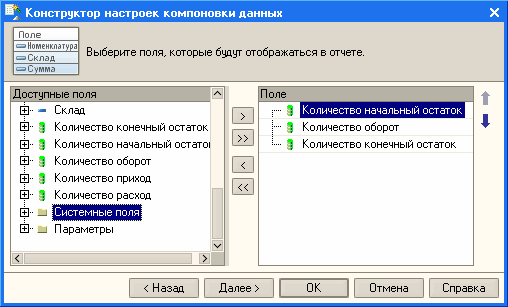 Конструктор настроек компоновки данных
Поле
Номенклатура
Склад
Сумма
Выберите поля, которые будут отображаться в отчете.
Доступные поля
Склад
Количество конечный остаток
Количество начальный остаток
Количество оборот
Количество приход
Количество расход
Системные поля
Параметры
>
>>
<
<<
Поле
Количество начальный остаток
Количество оборот
Количество конечный остаток
< Назад
Далее >
OK
Отмена
Справка